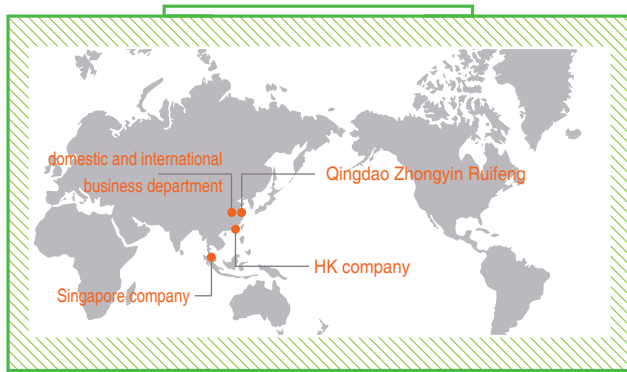 domestic and international
business department
Qingdao Zhongyin Ruifeng
HK company
Singapore company